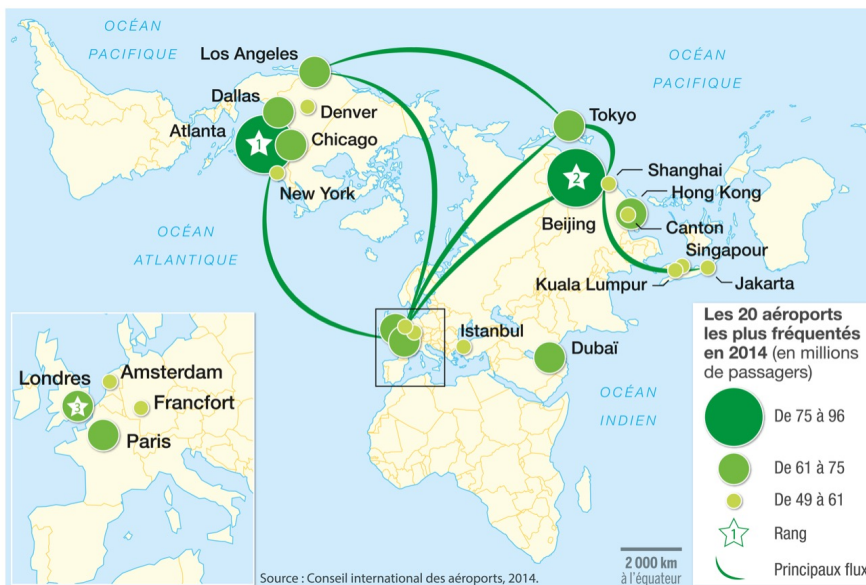 OCÉAN
PACIFIQUE
Los Angeles
OCÉAN
PACIFIQUE
Dallas
Denver
Tokyo
Atlanta
1
Chicago
New York
2
Shanghai
Hong Kong
Beijing
Canton
Singapour
Kuala Lumpur
Jakarta
OCÉAN
ATLANTIQUE
Istanbul
Dubaï
OCÉAN
INDIEN
Londres
3
Amsterdam
Francfort
Paris
Les 20 aéroports
les plus fréquentés
en 2014 (en millions
de passagers)
De 75 à 96
De 61 à 75
De 49 à 61
1
Rang
Principaux flux
2 000 km
à l'équateur
Source : Conseil international des aéroports, 2014.